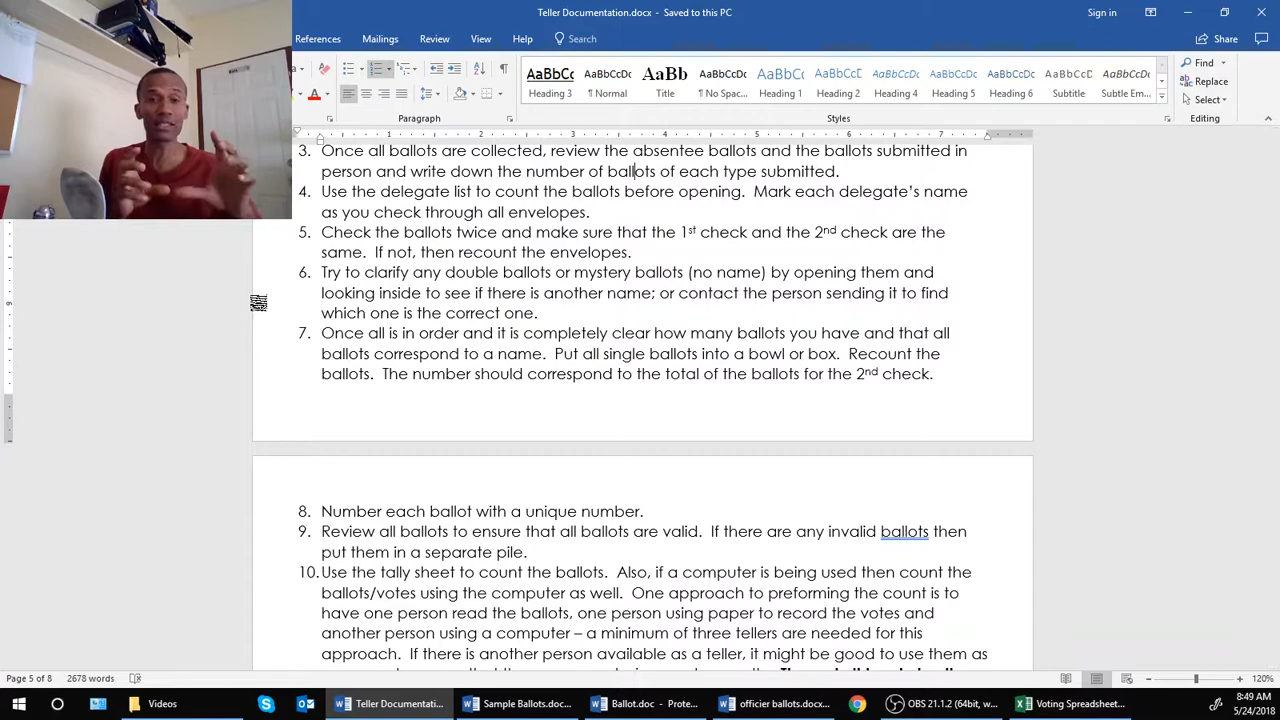 Teller Documentation.docx - Saved to this PC
Sign in
References Mailings Review View Help Search
Share
AaBbCc AaBbCcDc AaBb AaBbCcDc AaBbCcD AaBbCcD AaBbCcD AaBbCcDc AaBbCcD AaBbCcDc AaBbCcDc
Find
Replace
Select
Heading 3 ¶ Normal Title ¶ No Spac... Heading 1 Heading 2 Heading 4 Heading 5 Heading 6 Subtitle Subtle Em...
Paragraph Styles Editing
1 2 3 4 5 6 7
3. Once all ballots are collected, review the absentee ballots and the ballots submitted in
person and write down the number of ballots of each type submitted.
4. Use the delegate list to count the ballots before opening. Mark each delegate's name
as you check through all envelopes.
5. Check the ballots twice and make sure that the 1st check and the 2nd check are the
same. If not, then recount the envelopes.
6. Try to clarify any double ballots or mystery ballots (no name) by opening them and
looking inside to see if there is another name; or contact the person sending it to find
which one is the correct one.
7. Once all is in order and it is completely clear how many ballots you have and that all
ballots correspond to a name. Put all single ballots into a bowl or box. Recount the
ballots. The number should correspond to the total of the ballots for the 2nd check.
8. Number each ballot with a unique number.
9. Review all ballots to ensure that all ballots are valid. If there are any invalid ballots then
put them in a separate pile.
10. Use the tally sheet to count the ballots. Also, if a computer is being used then count the
ballots/votes using the computer as well. One approach to preforming the count is to
have one person read the ballots, one person using paper to record the votes and
another person using a computer – a minimum of three tellers are needed for this
approach. If there is another person available as a teller, it might be good to use them as
Page 5 of 8 2678 words
120%
Videos Teller Documentati... Sample Ballots.doc... Ballot.doc - Prote... officier ballots.docx... OBS 21.1.2 (64bit, w... Voting Spreadsheet...
8:49 AM
5/24/2018